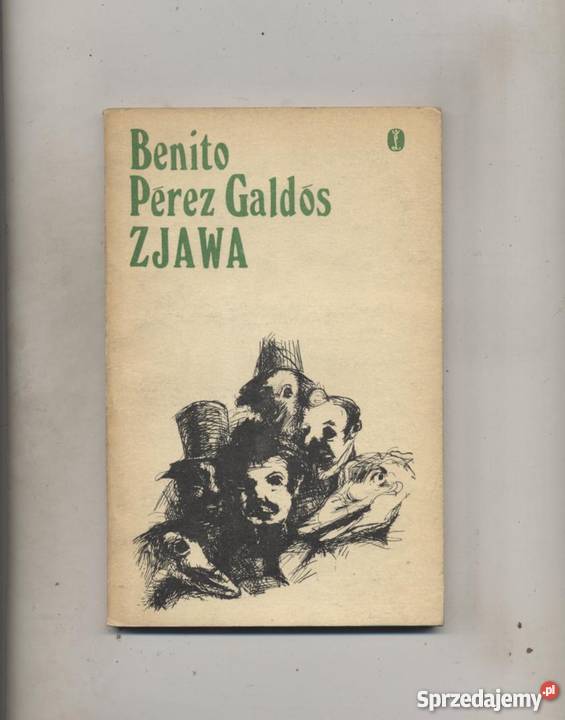 Benito
Pérez Galdós
ZJAWA
Sprzedajemy.pl